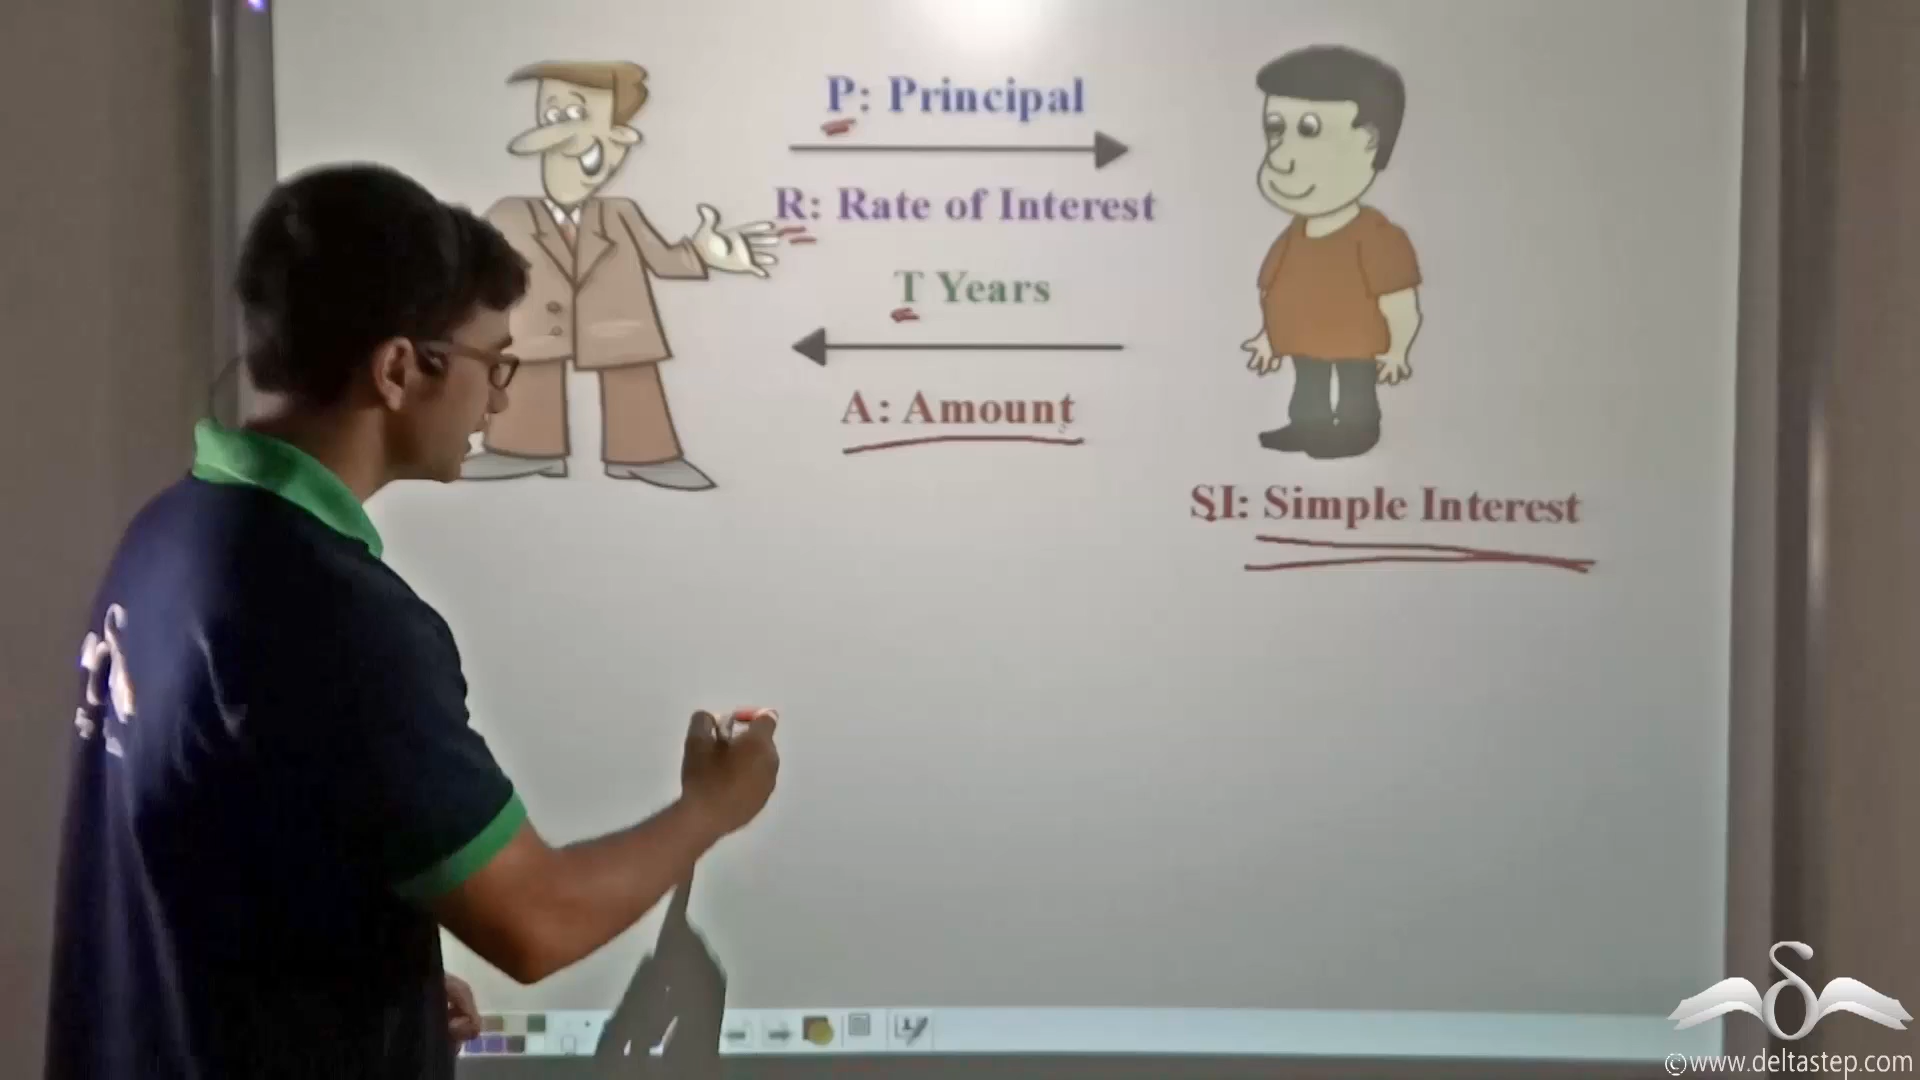 P: Principal
R: Rate of Interest
T Years
A: Amount
SI: Simple Interest
©www.deltastep.com